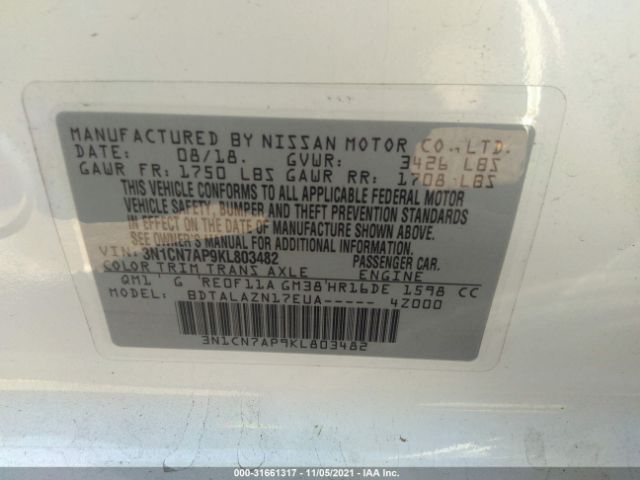 MANUFACTURED BY NISSAN MOTOR CO., LTD.
DATE: 08/18. GVWR: 3426 LBS
GAWR FR: 1750 LBS GAWR RR: 1708 LBS
THIS VEHICLE CONFORMS TO ALL APPLICABLE FEDERAL MOTOR
VEHICLE SAFETY, BUMPER AND THEFT PREVENTION STANDARDS
IN EFFECT ON THE DATE OF MANUFACTURE SHOWN ABOVE.
SEE OWNER'S MANUAL FOR ADDITIONAL INFORMATION.
VIN: 3N1CN7AP9KL803482 PASSENGER CAR.
COLOR TRIM TRANS AXLE ENGINE
QM1 G RE0F11A GM38 HR16DE 1598 CC
BDTALAZN17EUA----- 4Z000
3N1CN7AP9KL803482
000-31661317 - 11/05/2021 - IAA Inc.